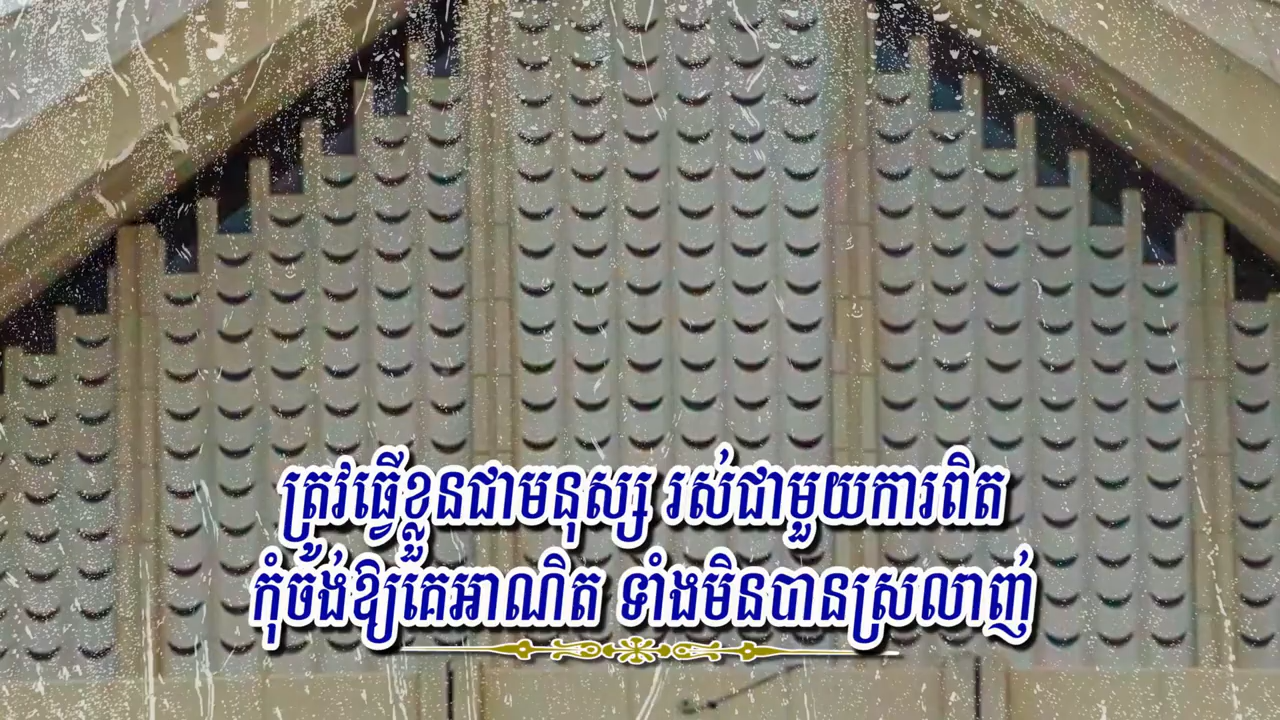 ត្រូវធ្វើខ្លួនជាមនុស្ស រស់ជាមួយការពិត
កុំចង់ឱ្យគេអាណិត ទាំងមិនបានស្រលាញ់